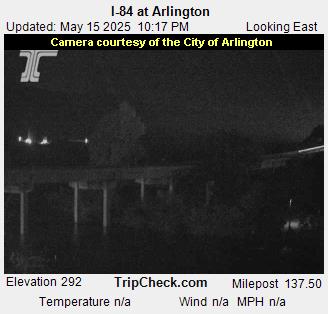 I-84 at Arlington
Updated: May 15 2025 10:17 PM Looking East
Camera courtesy of the City of Arlington
Elevation 292 TripCheck.com Milepost 137.50
Temperature n/a Wind n/a MPH n/a